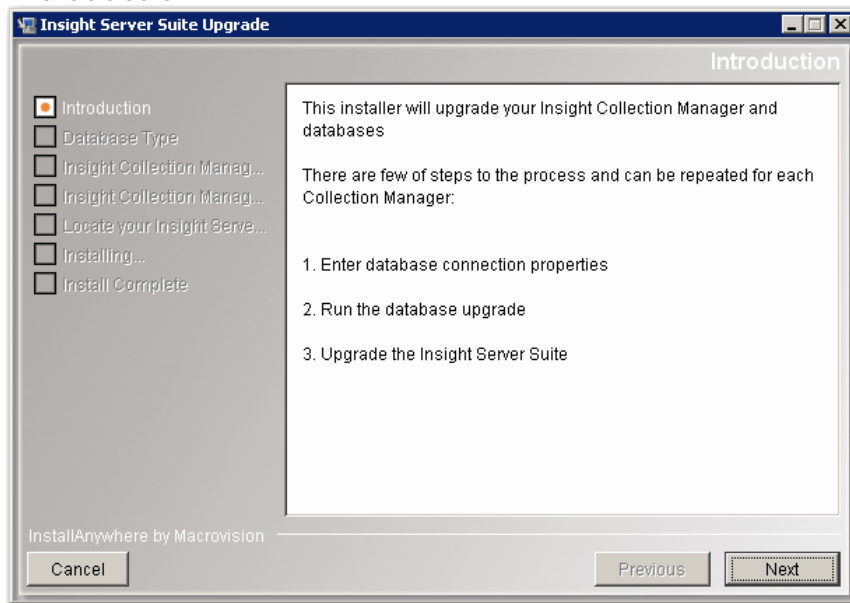 Insight Server Suite Upgrade
Introduction
Introduction
Database Type
Insight Collection Manag...
Insight Collection Manag...
Locate your Insight Serve...
Installing...
Install Complete
This installer will upgrade your Insight Collection Manager and
databases
There are few of steps to the process and can be repeated for each
Collection Manager:
1. Enter database connection properties
2. Run the database upgrade
3. Upgrade the Insight Server Suite
InstallAnywhere by Macrovision
Cancel
Previous
Next